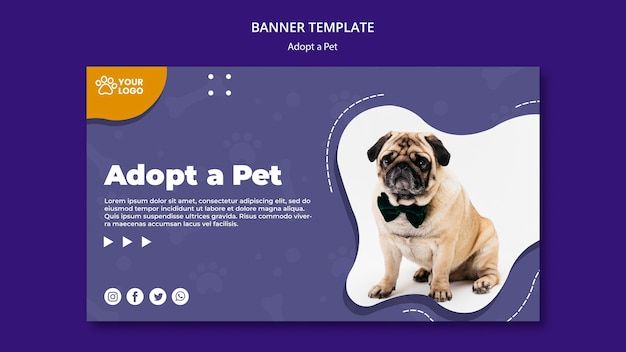 BANNER TEMPLATE
Adopt a Pet
YOUR
LOGO
Adopt a Pet
Lorem ipsum dolor sit amet, consectetur adipiscing elit, sed do
eiusmod tempor incididunt ut labore et dolore magna aliqua.
Quis ipsum suspendisse ultrices gravida. Risus commodo viver-
ra maecenas accumsan lacus vel facilisis.